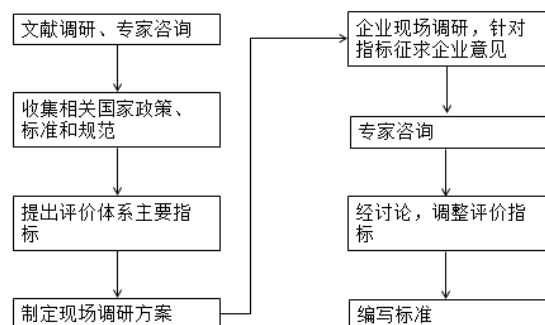 文献调研、专家咨询
收集相关国家政策、
标准和规范
提出评价体系主要指
标
制定现场调研方案
企业现场调研，针对
指标征求企业意见
专家咨询
经讨论，调整评价指
标
编写标准